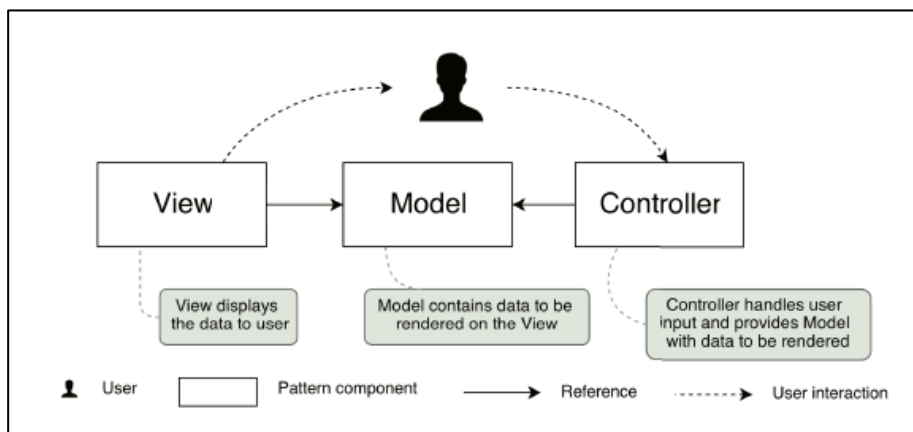 View
Model
Controller
View displays
the data to user
Model contains data to be
rendered on the View
Controller handles user
input and provides Model
with data to be rendered
User
Pattern component
Reference
User interaction